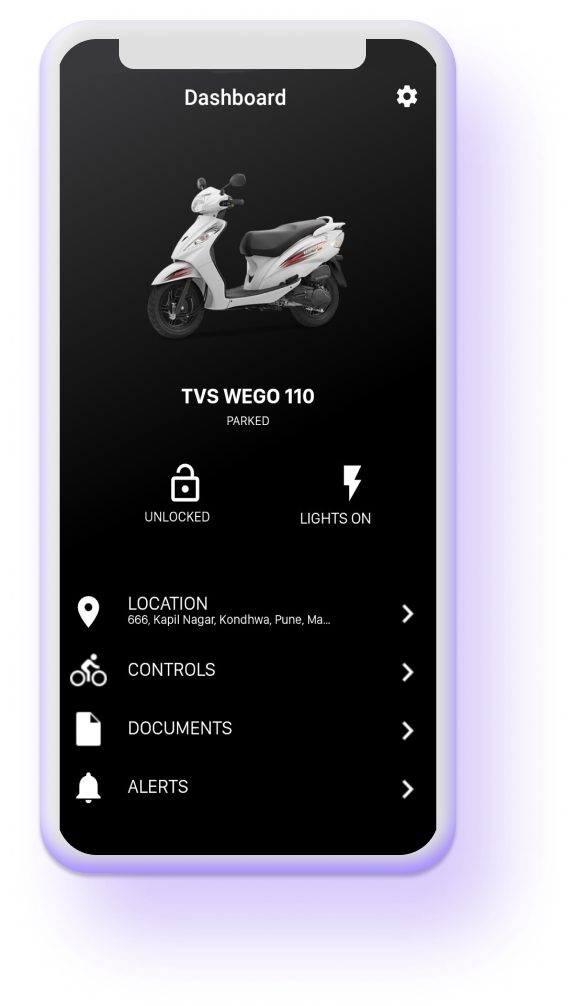 Dashboard
TVS WEGO 110
PARKED
UNLOCKED
LIGHTS ON
LOCATION
666, Kapil Nagar, Kondhwa, Pune, Ma...
CONTROLS
DOCUMENTS
ALERTS